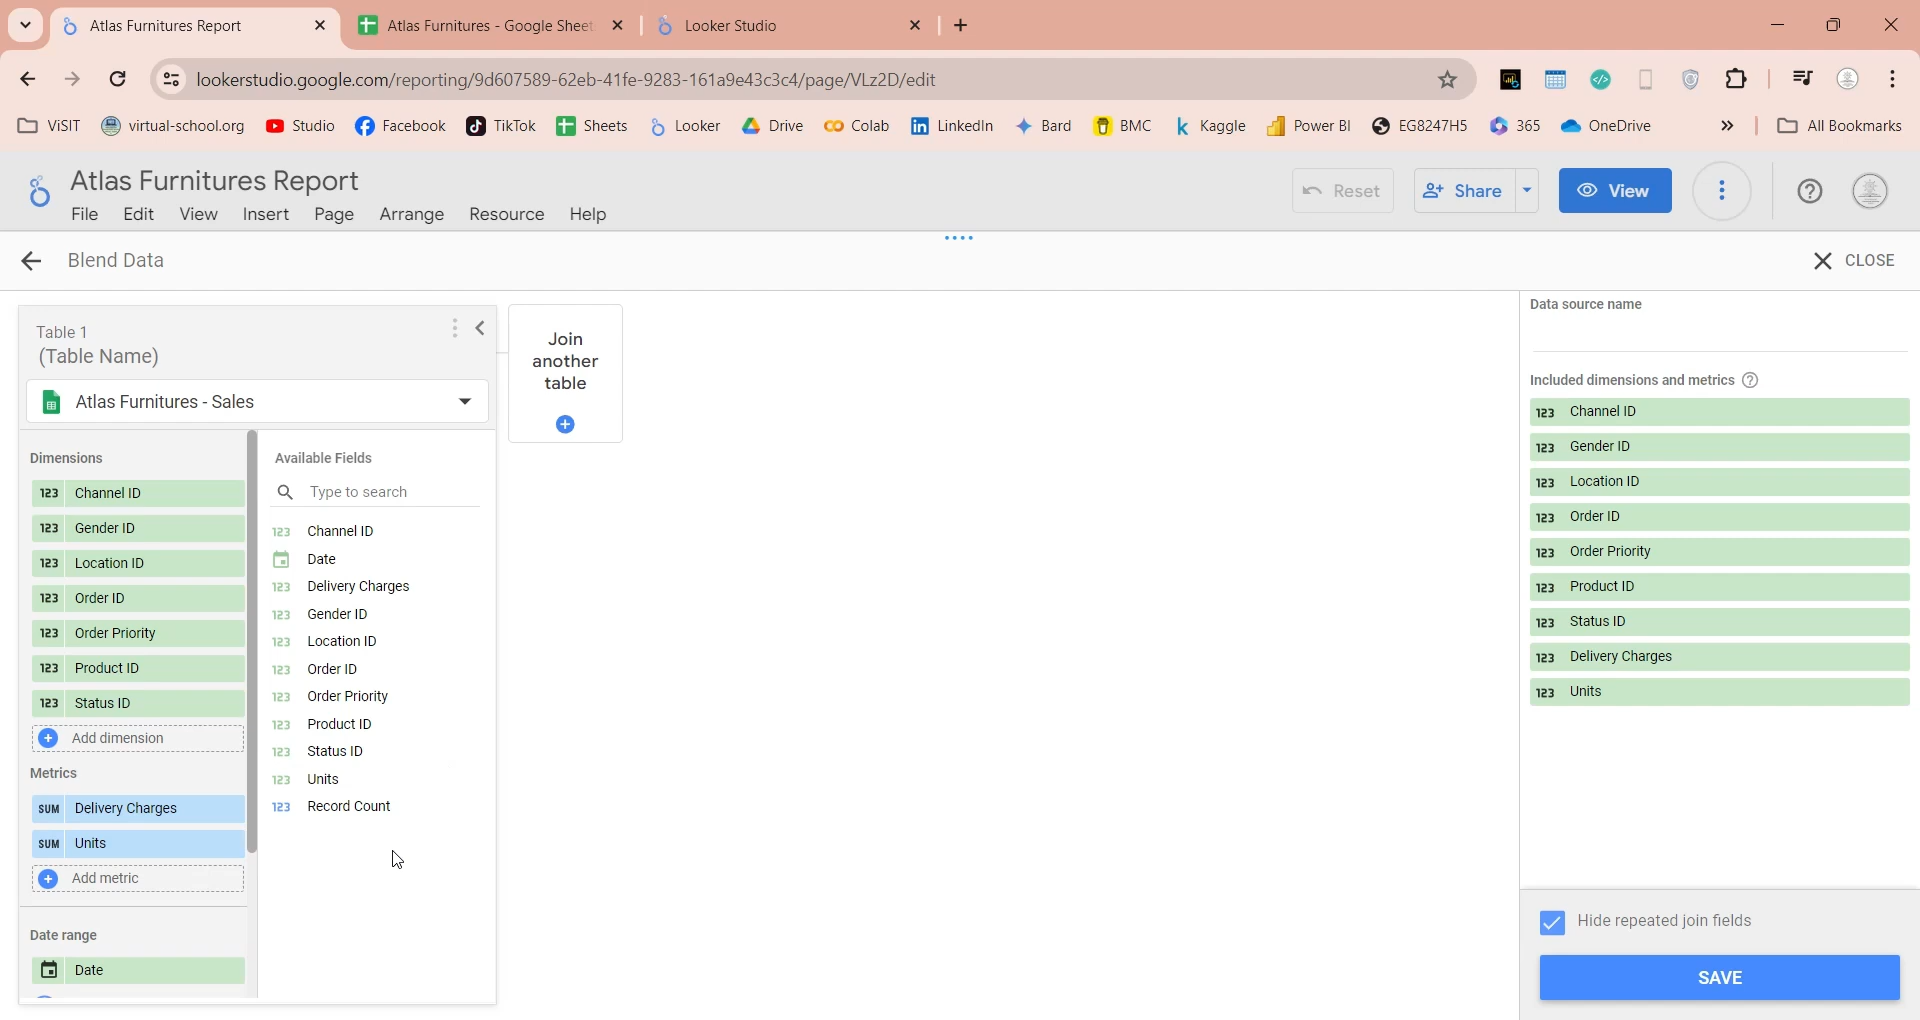 Atlas Furnitures Report
Atlas Furnitures - Google Sheet
Looker Studio
lookerstudio.google.com/reporting/9d607589-62eb-41fe-9283-161a9e43c3c4/page/VLz2D/edit
ViSIT
virtual-school.org
Studio
Facebook
TikTok
Sheets
Looker
Drive
Colab
LinkedIn
Bard
BMC
Kaggle
Power BI
EG8247H5
365
OneDrive
All Bookmarks
Atlas Furnitures Report
File Edit View Insert Page Arrange Resource Help
Reset
Share
View
Blend Data
CLOSE
Table 1
(Table Name)
Atlas Furnitures - Sales
Dimensions
123 Channel ID
123 Gender ID
123 Location ID
123 Order ID
123 Order Priority
123 Product ID
123 Status ID
Add dimension
Metrics
SUM Delivery Charges
SUM Units
Add metric
Date range
Date
Available Fields
Type to search
123 Channel ID
Date
123 Delivery Charges
123 Gender ID
123 Location ID
123 Order ID
123 Order Priority
123 Product ID
123 Status ID
123 Units
123 Record Count
Join
another
table
Data source name
Included dimensions and metrics
123 Channel ID
123 Gender ID
123 Location ID
123 Order ID
123 Order Priority
123 Product ID
123 Status ID
123 Delivery Charges
123 Units
Hide repeated join fields
SAVE